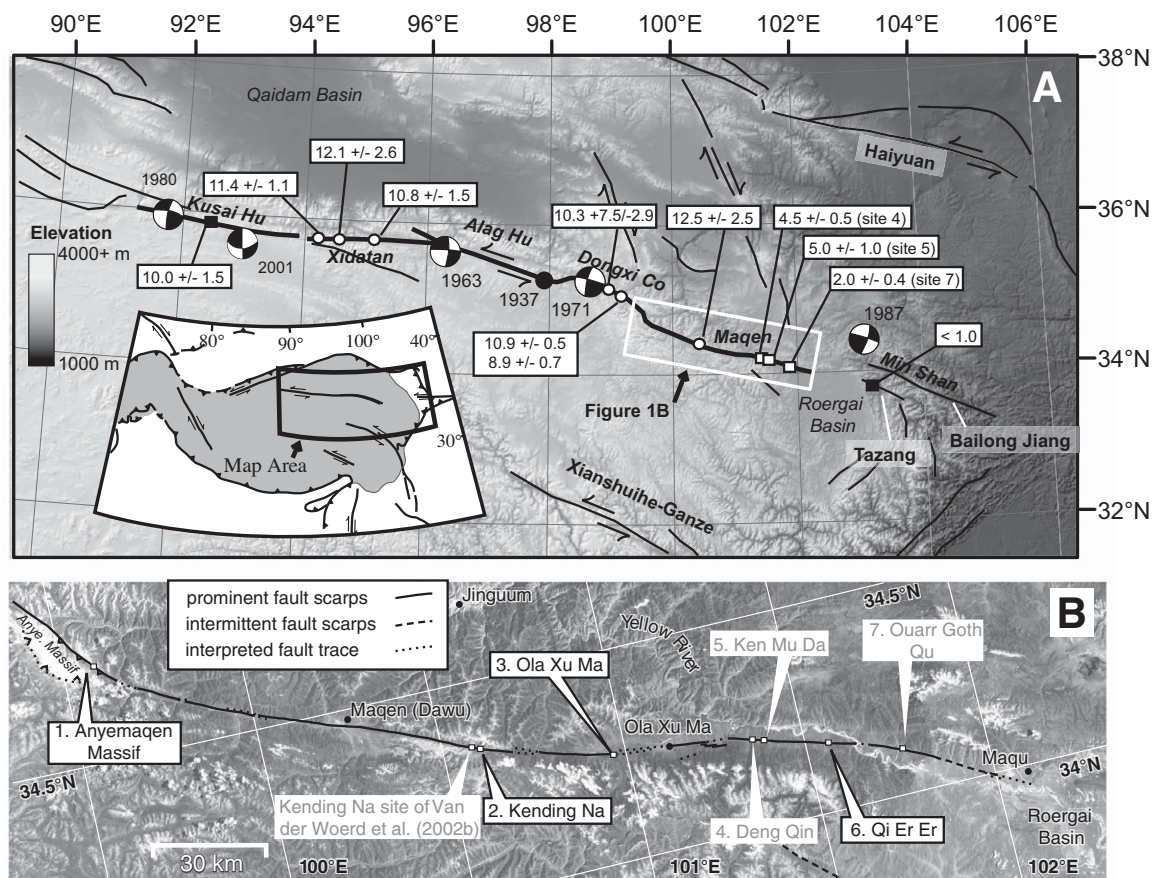 90°E 92°E 94°E 96°E 98°E 100°E 102°E 104°E 106°E
38°N
A
Qaidam Basin
Haiyuan
12.1 +/- 2.6
1980
11.4 +/- 1.1
10.8 +/- 1.5
36°N
Kusai Hu
10.3 +7.5/-2.9
12.5 +/- 2.5
4.5 +/- 0.5 (site 4)
Elevation
4000+ m
Alag Hu
5.0 +/- 1.0 (site 5)
Xidatan
10.0 +/- 1.5
2001
1963
Dongxi Co
2.0 +/- 0.4 (site 7)
1937
1971
1987
< 1.0
10.9 +/- 0.5
8.9 +/- 0.7
Maqen
34°N
1000 m
Min Shan
80° 90° 100° 40°
Figure 1B
Roergai
Basin
Bailong Jiang
30°
Tazang
Map Area
Xianshuihe-Ganze
32°N
B
prominent fault scarps
intermittent fault scarps
interpreted fault trace
Jinguum
34.5°N
Yellow River
Anye. Massif
5. Ken Mu Da
7. Ouarr Goth
Qu
3. Ola Xu Ma
Maqen (Dawu)
Ola Xu Ma
1. Anyemaqen
Massif
Maqu
34°N
34.5°N
Kending Na site of Van
der Woerd et al. (2002b)
2. Kending Na
4. Deng Qin
6. Qi Er Er
Roergai
Basin
30 km
100°E
101°E
102°E